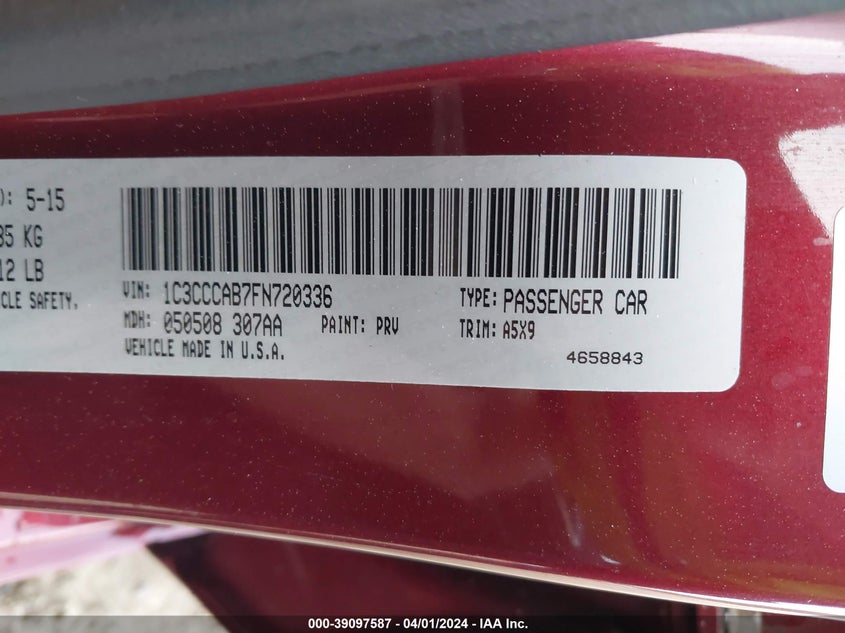 ): 5-15
85 KG
12 LB
CLE SAFETY,
VIN: 1C3CCCAB7FN720336
TYPE: PASSENGER CAR
MDH: 050508 307AA
PAINT: PRV
TRIM: A5X9
VEHICLE MADE IN U.S.A.
4658843
000-39097587 - 04/01/2024 - IAA Inc.